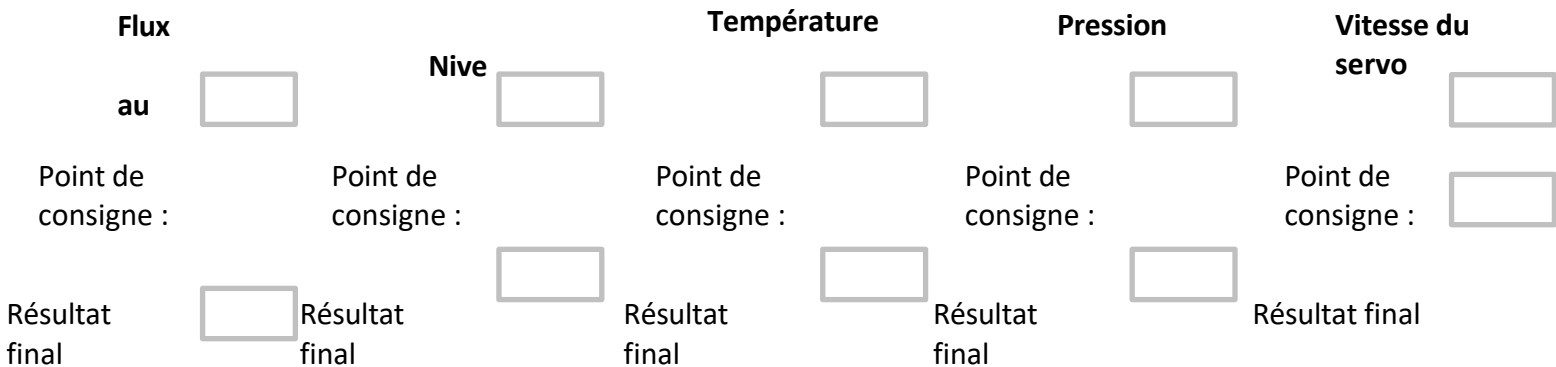 Flux
Nive
au
Température
Pression
Vitesse du
servo
Point de
consigne :
Point de
consigne :
Point de
consigne :
Point de
consigne :
Point de
consigne :
Résultat
final
Résultat
final
Résultat
final
Résultat
final
Résultat final